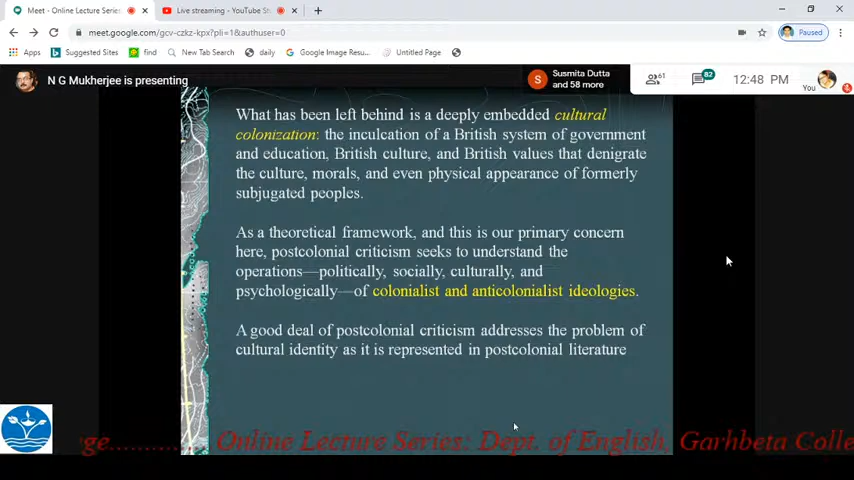 Meet - Online Lecture Series:
Live streaming - YouTube St
meet.google.com/gcv-czkz-kpx?pli=1&authuser=0
Paused
Apps
Suggested Sites
find
New Tab Search
daily
Google Image Resu...
Untitled Page
N G Mukherjee is presenting
S
Susmita Dutta
and 58 more
61
82
12:48 PM
You
What has been left behind is a deeply embedded cultural
colonization: the inculcation of a British system of government
and education, British culture, and British values that denigrate
the culture, morals, and even physical appearance of formerly
subjugated peoples.
As a theoretical framework, and this is our primary concern
here, postcolonial criticism seeks to understand the
operations—politically, socially, culturally, and
psychologically—of colonialist and anticolonialist ideologies.
A good deal of postcolonial criticism addresses the problem of
cultural identity as it is represented in postcolonial literature
ge............ Online Lecture Series: Dept. of English, Garhbeta Colle